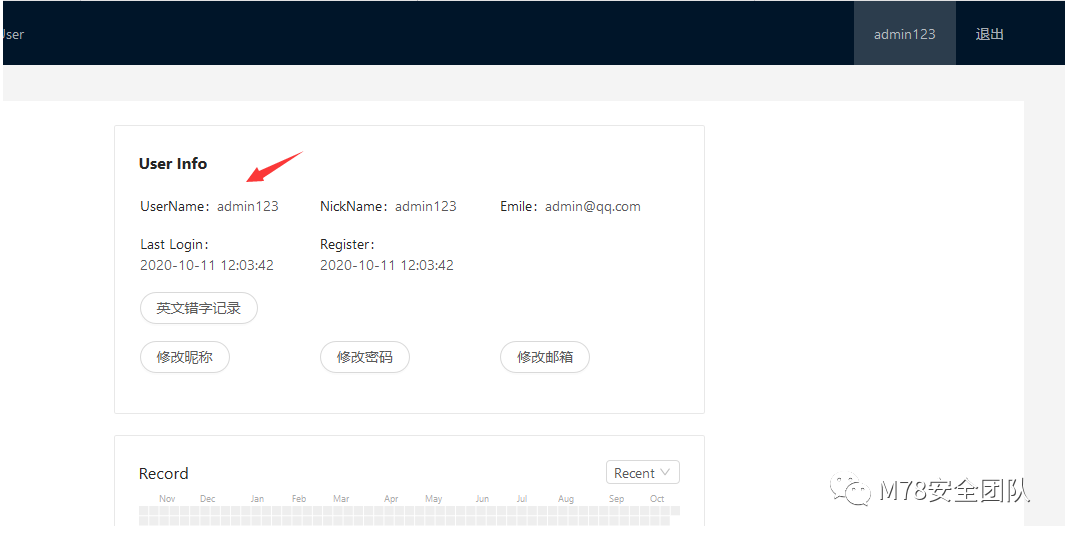 User admin123 退出
User Info
UserName：admin123 NickName：admin123 Emile：admin@qq.com
Last Login： Register：
2020-10-11 12:03:42 2020-10-11 12:03:42
英文错字记录
修改昵称 修改密码 修改邮箱
Record Recent
Nov Dec Jan Feb Mar Apr May Jun Jul Aug Sep Oct
M78安全团队